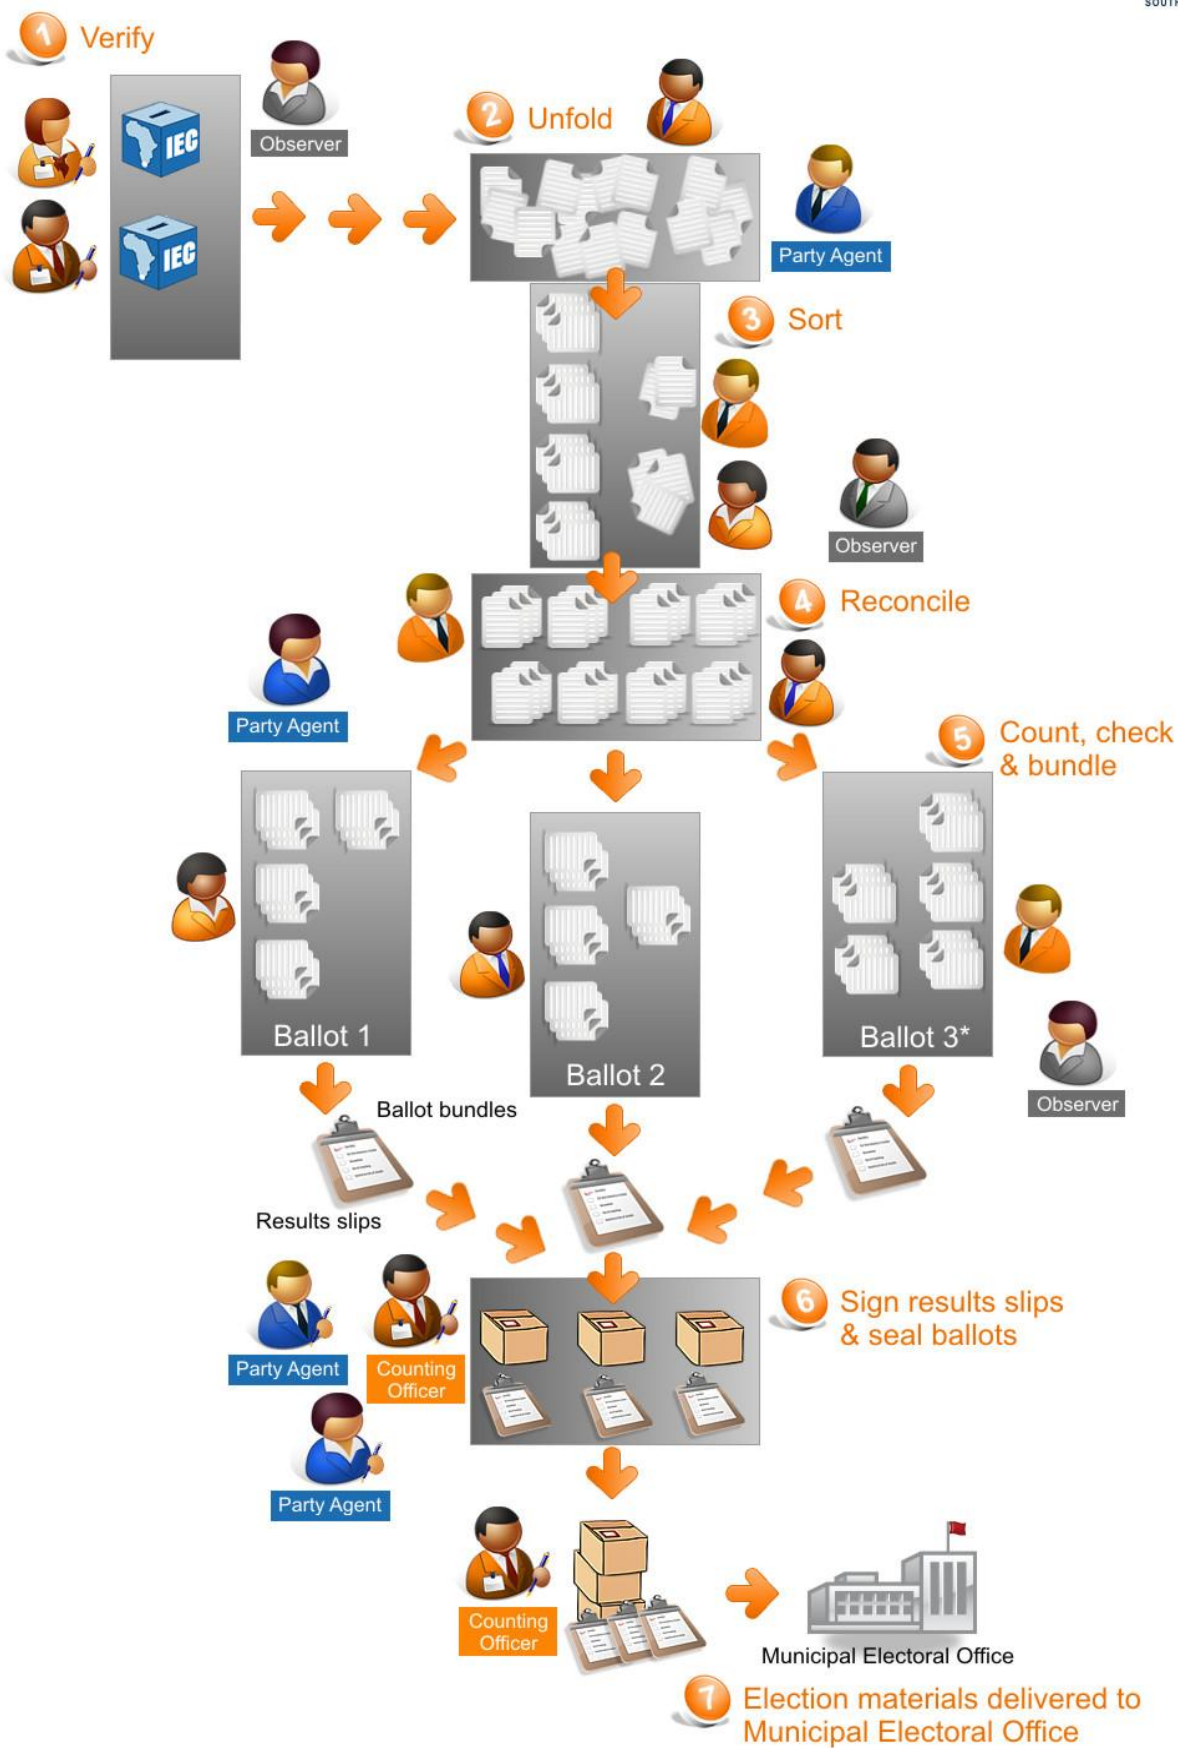 1 Verify
IEC
Observer
IEC
2 Unfold
Party Agent
3 Sort
Observer
4 Reconcile
Party Agent
5 Count, check
& bundle
Ballot 1
Ballot 2
Ballot 3*
Observer
Ballot bundles
Results slips
6 Sign results slips
& seal ballots
Party Agent
Counting
Officer
Party Agent
Counting
Officer
Municipal Electoral Office
7 Election materials delivered to
Municipal Electoral Office